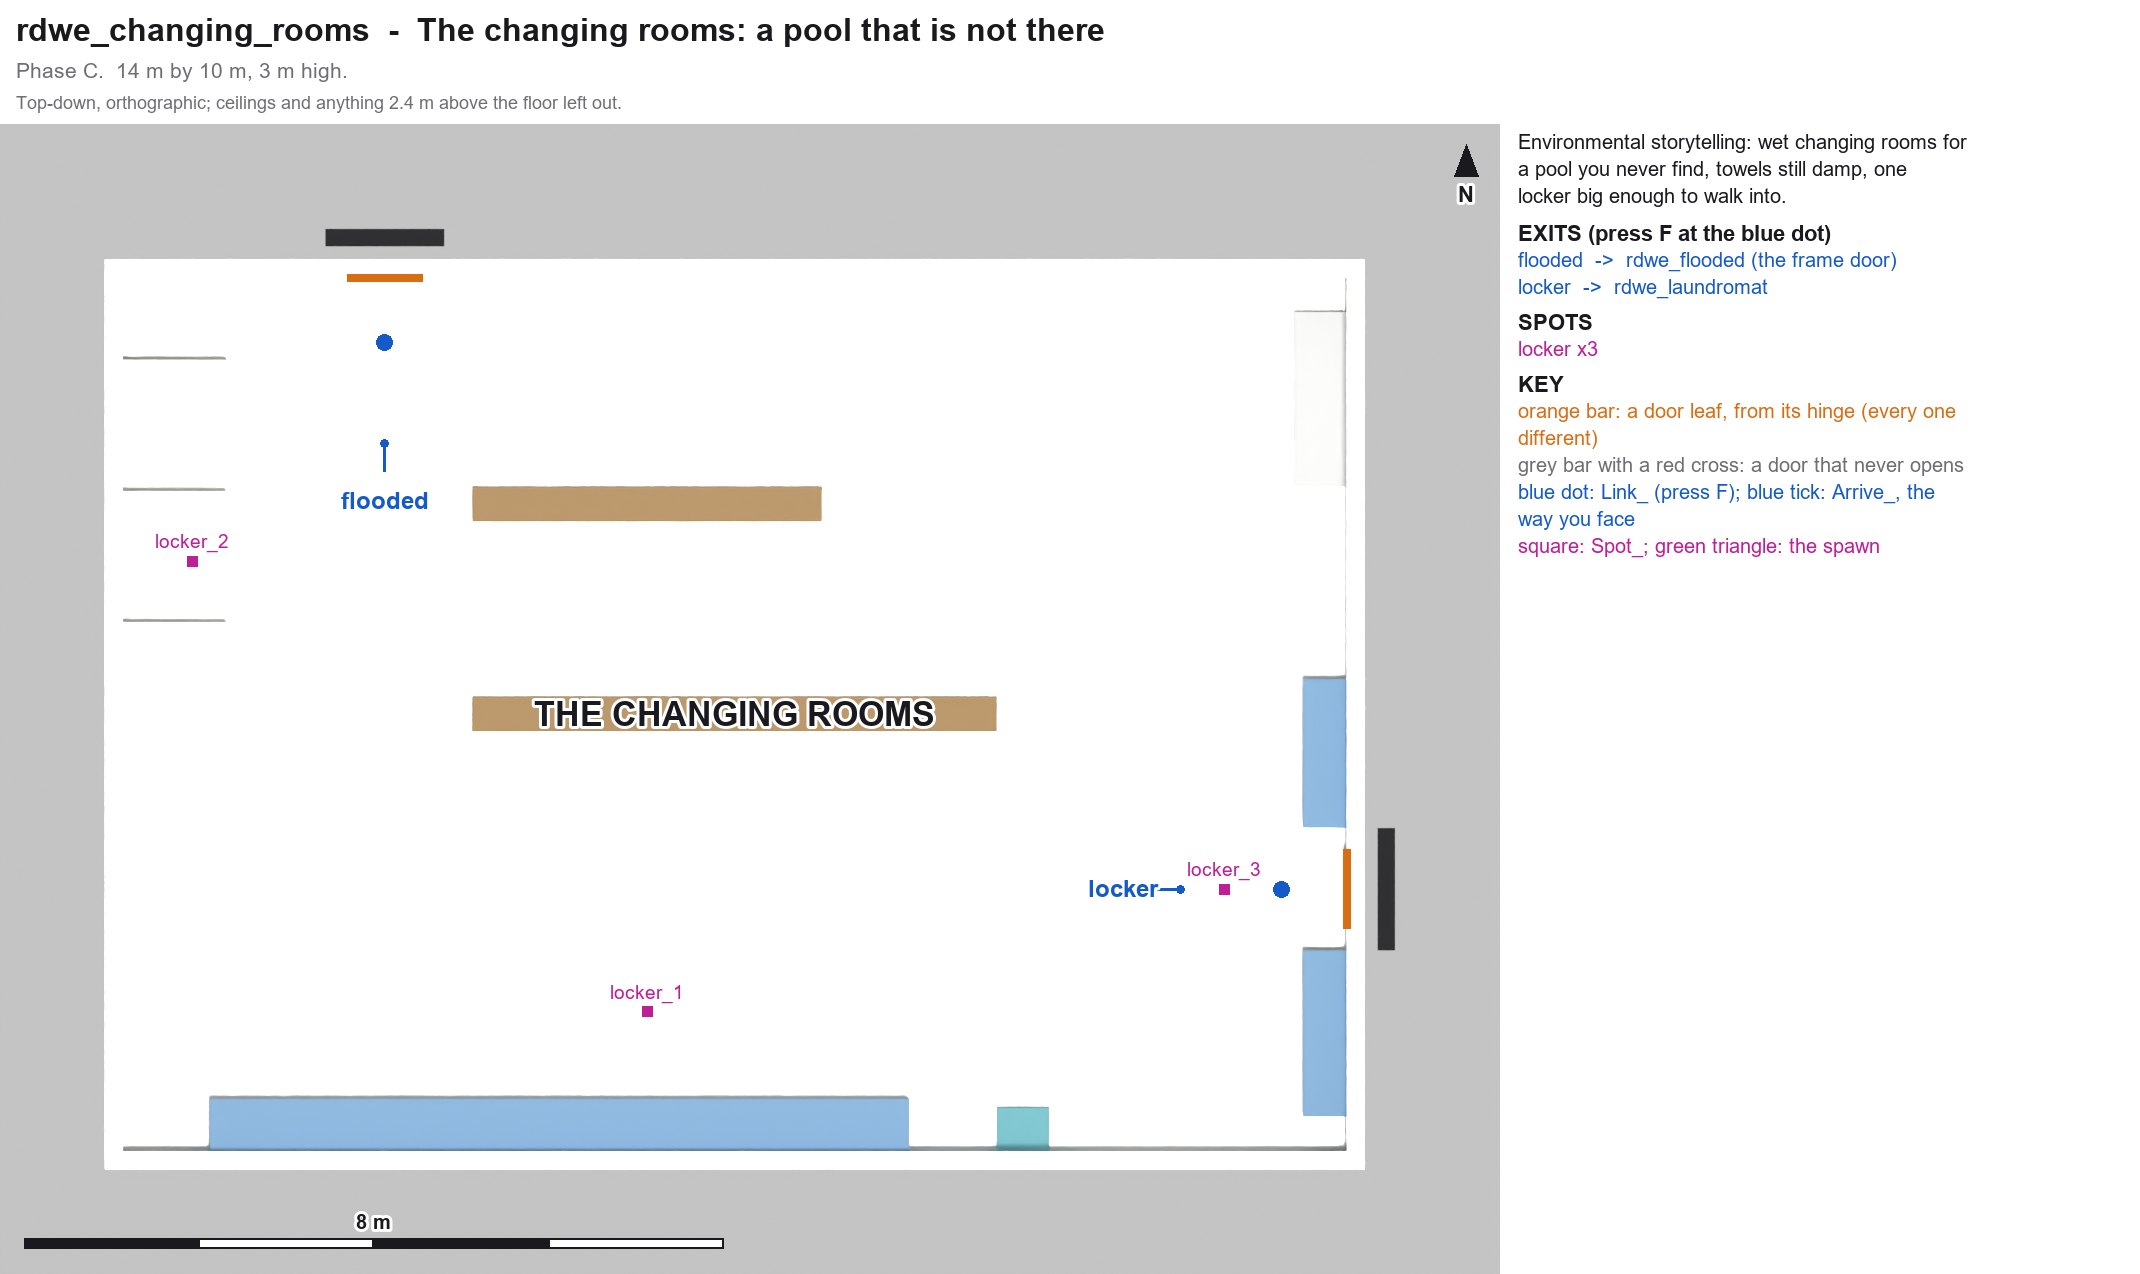 rdwe_changing_rooms  -  The changing rooms: a pool that is not there
Phase C.  14 m by 10 m, 3 m high.
Top-down, orthographic; ceilings and anything 2.4 m above the floor left out.
N
flooded
locker_2
THE CHANGING ROOMS
locker
locker_3
locker_1
8 m
Environmental storytelling: wet changing rooms for
a pool you never find, towels still damp, one
locker big enough to walk into.
EXITS (press F at the blue dot)
flooded  ->  rdwe_flooded (the frame door)
locker  ->  rdwe_laundromat
SPOTS
locker x3
KEY
orange bar: a door leaf, from its hinge (every one
different)
grey bar with a red cross: a door that never opens
blue dot: Link_ (press F); blue tick: Arrive_, the
way you face
square: Spot_; green triangle: the spawn